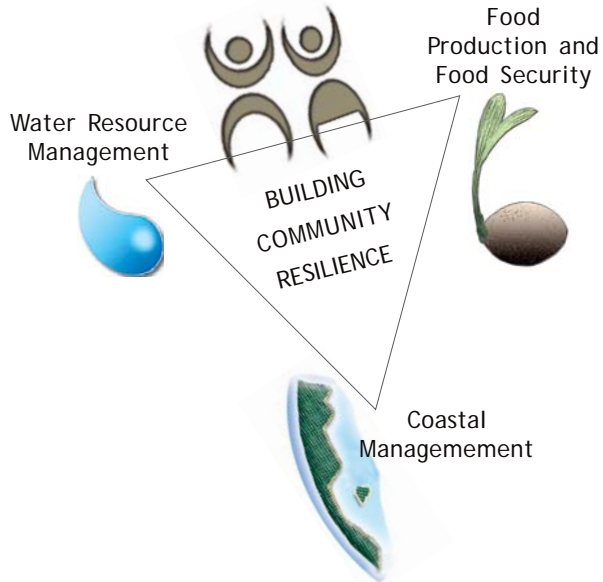 Food
Production and
Food Security
Water Resource
Management
BUILDING
COMMUNITY
RESILIENCE
Coastal
Managemement